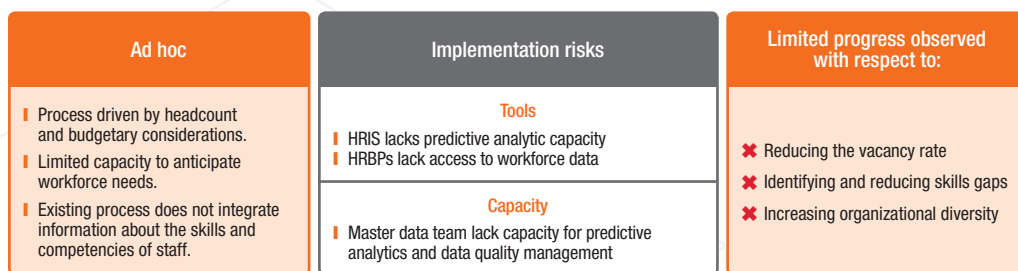 Ad hoc
Process driven by headcount
and budgetary considerations.
Limited capacity to anticipate
workforce needs.
Existing process does not integrate
information about the skills and
competencies of staff.
Implementation risks
Tools
HRIS lacks predictive analytic capacity
HRBPs lack access to workforce data
Capacity
Master data team lack capacity for predictive
analytics and data quality management
Limited progress observed
with respect to:
Reducing the vacancy rate
Identifying and reducing skills gaps
Increasing organizational diversity